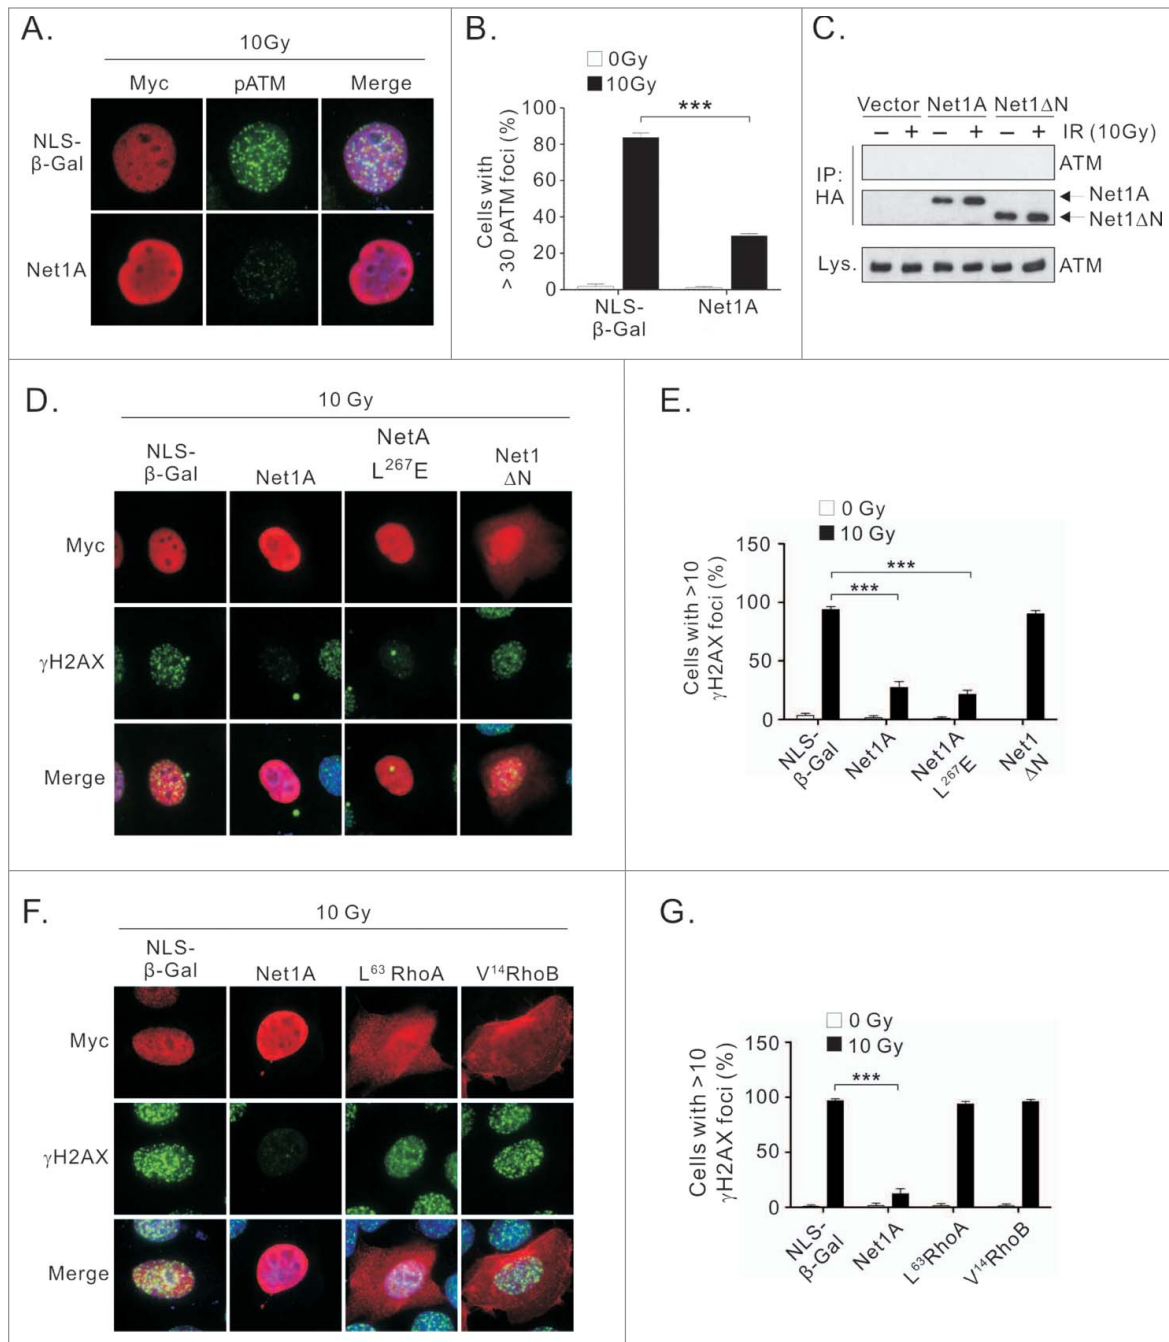 A.
10Gy
Myc pATM Merge
NLS-
β-Gal
Net1A
B.
0Gy
10Gy
***
100
80
60
40
20
0
Cells with
> 30 pATM foci (%)
NLS-
β-Gal
Net1A
C.
Vector Net1A Net1ΔN
– + – + – + IR (10Gy)
IP:
HA
ATM
Net1A
Net1ΔN
Lys.
ATM
D.
10 Gy
NLS-
β-Gal
Net1A
NetA
L²⁶⁷E
Net1
ΔN
Myc
γH2AX
Merge
E.
0 Gy
10 Gy
***
***
150
100
50
0
Cells with >10
γH2AX foci (%)
NLS-
β-Gal
Net1A
Net1A
L²⁶⁷E
Net1
ΔN
F.
10 Gy
NLS-
β-Gal
Net1A
L⁶³ RhoA
V¹⁴RhoB
Myc
γH2AX
Merge
G.
0 Gy
10 Gy
***
150
100
50
0
Cells with >10
γH2AX foci (%)
NLS-
β-Gal
Net1A
L⁶³RhoA
V¹⁴RhoB